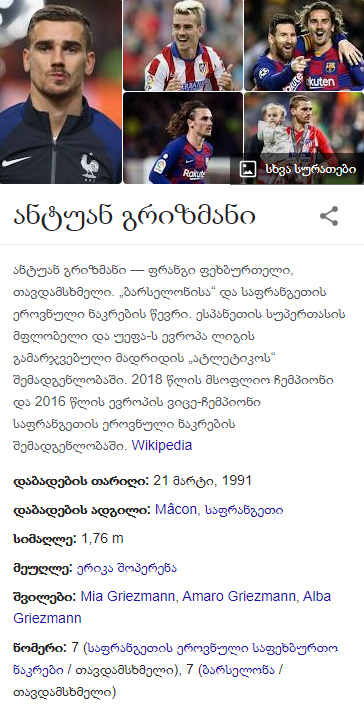 Rakuten
Rakute
სხვა სურათები
ანტუან გრიზმანი
ანტუან გრიზმანი — ფრანგი ფეხბურთელი,
თავდამსხმელი. „ბარსელონისა“ და საფრანგეთის
ეროვნული ნაკრების წევრი. ესპანეთის სუპერთასის
მფლობელი და უეფა-ს ევროპა ლიგის
გამარჯვებული მადრიდის „ატლეტიკოს“
შემადგენლობაში. 2018 წლის მსოფლიო ჩემპიონი
და 2016 წლის ევროპის ვიცე-ჩემპიონი
საფრანგეთის ეროვნული ნაკრების
შემადგენლობაში. Wikipedia
დაბადების თარიღი: 21 მარტი, 1991
დაბადების ადგილი: Mâcon, საფრანგეთი
სიმაღლე: 1,76 m
მეუღლე: ერიკა შოპერენა
შვილები: Mia Griezmann, Amaro Griezmann, Alba
Griezmann
ნომერი: 7 (საფრანგეთის ეროვნული საფეხბურთო
ნაკრები / თავდამსხმელი), 7 (ბარსელონა /
თავდამსხმელი)